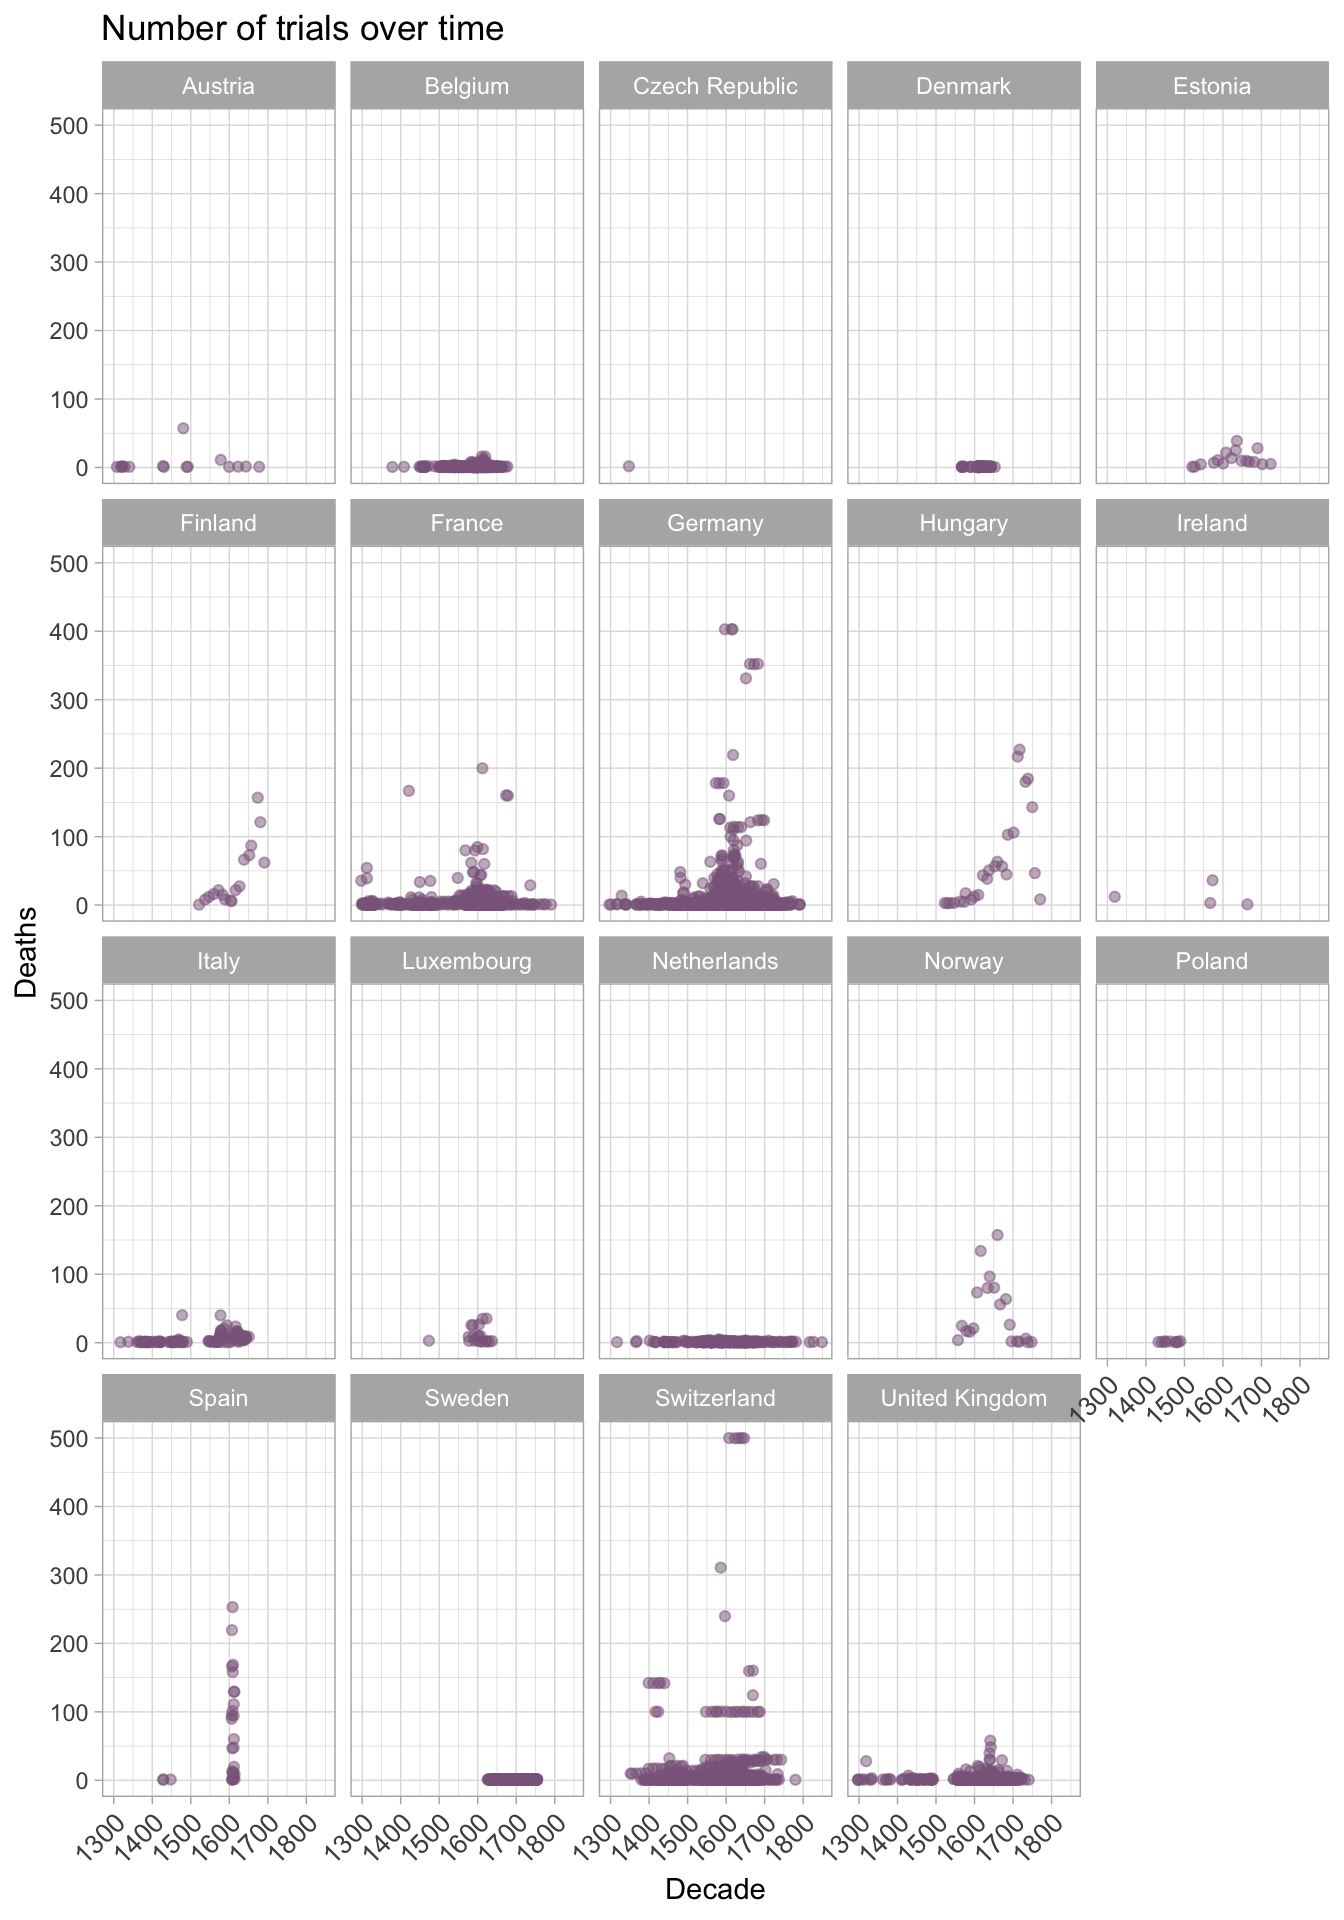 Number of trials over time
Austria Belgium Czech Republic Denmark Estonia
500
400
300
200
100
0
Finland France Germany Hungary Ireland
500
400
300
200
100
0
Deaths
Italy Luxembourg Netherlands Norway Poland
500
400
300
200
100
0
1300 1400 1500 1600 1700 1800
Spain Sweden Switzerland United Kingdom
500
400
300
200
100
0
1300 1400 1500 1600 1700 1800 1300 1400 1500 1600 1700 1800 1300 1400 1500 1600 1700 1800 1300 1400 1500 1600 1700 1800
Decade